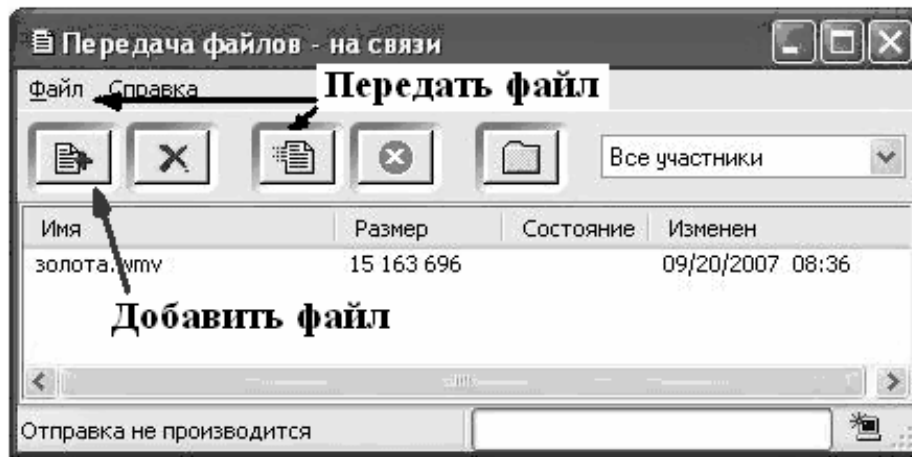 Передача файлов - на связи
Файл Справка
Передать файл
Все участники
Имя Размер Состояние Изменен
золота.wmv 15 163 696 09/20/2007 08:36
Добавить файл
Отправка не производится